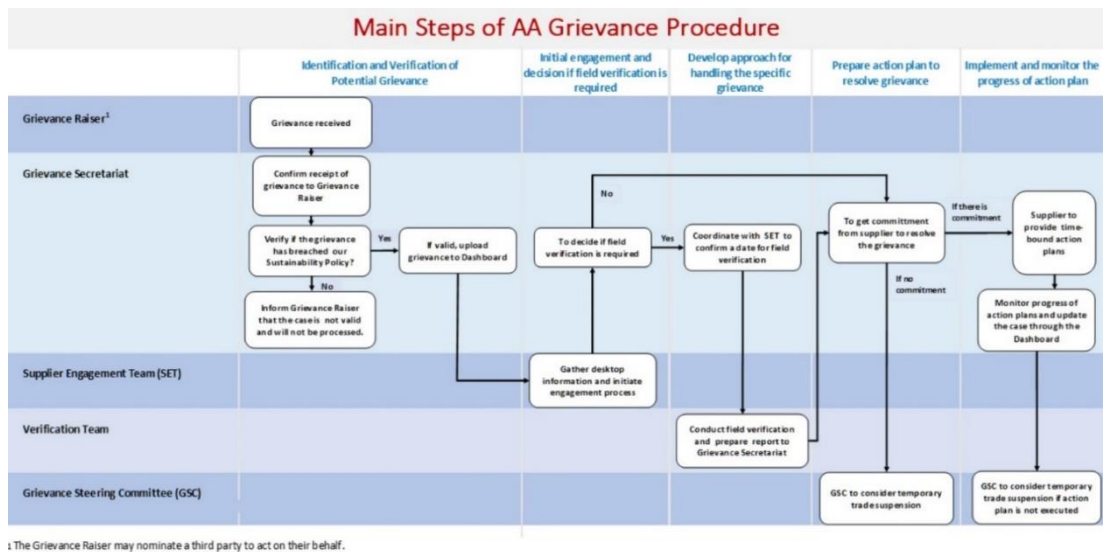 Main Steps of AA Grievance Procedure
Identification and Verification of
Potential Grievance
Initial engagement and
decision if field verification is
required
Develop approach for
handling the specific
grievance
Prepare action plan to
resolve grievance
Implement and monitor the
progress of action plan
Grievance Raiser¹
Grievance received
Grievance Secretariat
Confirm receipt of
grievance to Grievance
Raiser
Verify if the grievance
has breached our
Sustainability Policy?
Yes
If valid, upload
grievance to Dashboard
No
Inform Grievance Raiser
that the case is not valid
and will not be processed.
No
To decide if field
verification is required
Yes
Coordinate with SET to
confirm a date for field
verification
To get committment
from supplier to resolve
the grievance
If there is
commitment
If no
commitment
Supplier to
provide time-
bound action
plans
Monitor progress of
action plans and update
the case through the
Dashboard
Supplier Engagement Team (SET)
Gather desktop
information and initiate
engagement process
Verification Team
Conduct field verification
and prepare report to
Grievance Secretariat
Grievance Steering Committee (GSC)
GSC to consider temporary
trade suspension
GSC to consider temporary
trade suspension if action
plan is not executed
1 The Grievance Raiser may nominate a third party to act on their behalf.